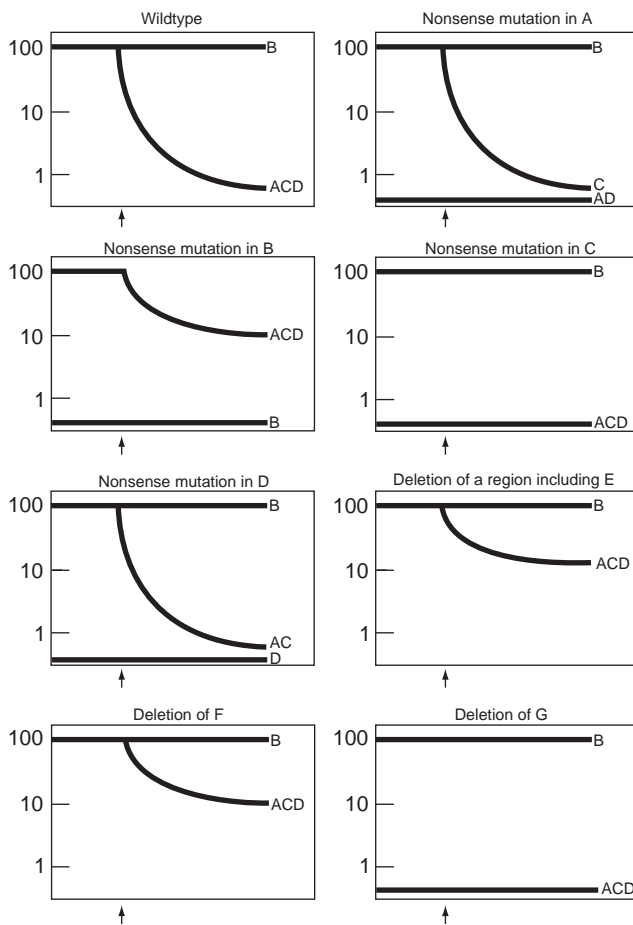 Wildtype
100
10
1
B
ACD
Nonsense mutation in A
100
10
1
B
C
AD
Nonsense mutation in B
100
10
1
ACD
B
Nonsense mutation in C
100
10
1
B
ACD
Nonsense mutation in D
100
10
1
B
AC
D
Deletion of a region including E
100
10
1
B
ACD
Deletion of F
100
10
1
B
ACD
Deletion of G
100
10
1
B
ACD